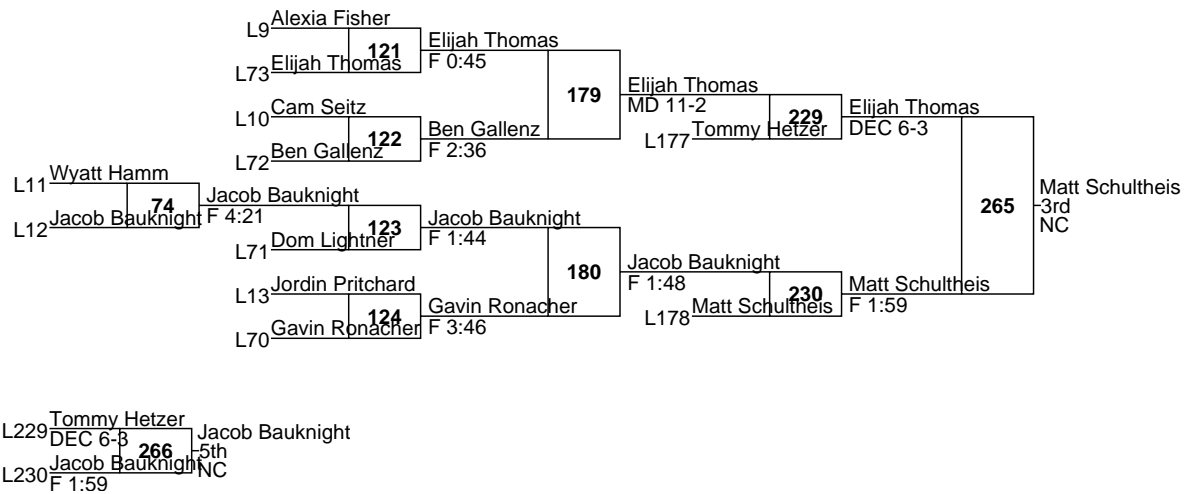 L9 Alexia Fisher
121
Elijah Thomas
F 0:45
L73 Elijah Thomas
179
Elijah Thomas
MD 11-2
L10 Cam Seitz
122
Ben Gallenz
F 2:36
L72 Ben Gallenz
229
Elijah Thomas
DEC 6-3
L177 Tommy Hetzer
L11 Wyatt Hamm
74
Jacob Bauknight
F 4:21
L12 Jacob Bauknight
123
Jacob Bauknight
F 1:44
L71 Dom Lightner
265
Matt Schultheis
3rd
NC
180
Jacob Bauknight
F 1:48
L13 Jordin Pritchard
124
Gavin Ronacher
F 3:46
L70 Gavin Ronacher
230
Matt Schultheis
F 1:59
L178 Matt Schultheis
L229 Tommy Hetzer
DEC 6-3
266
Jacob Bauknight
5th
NC
L230 Jacob Bauknight
F 1:59